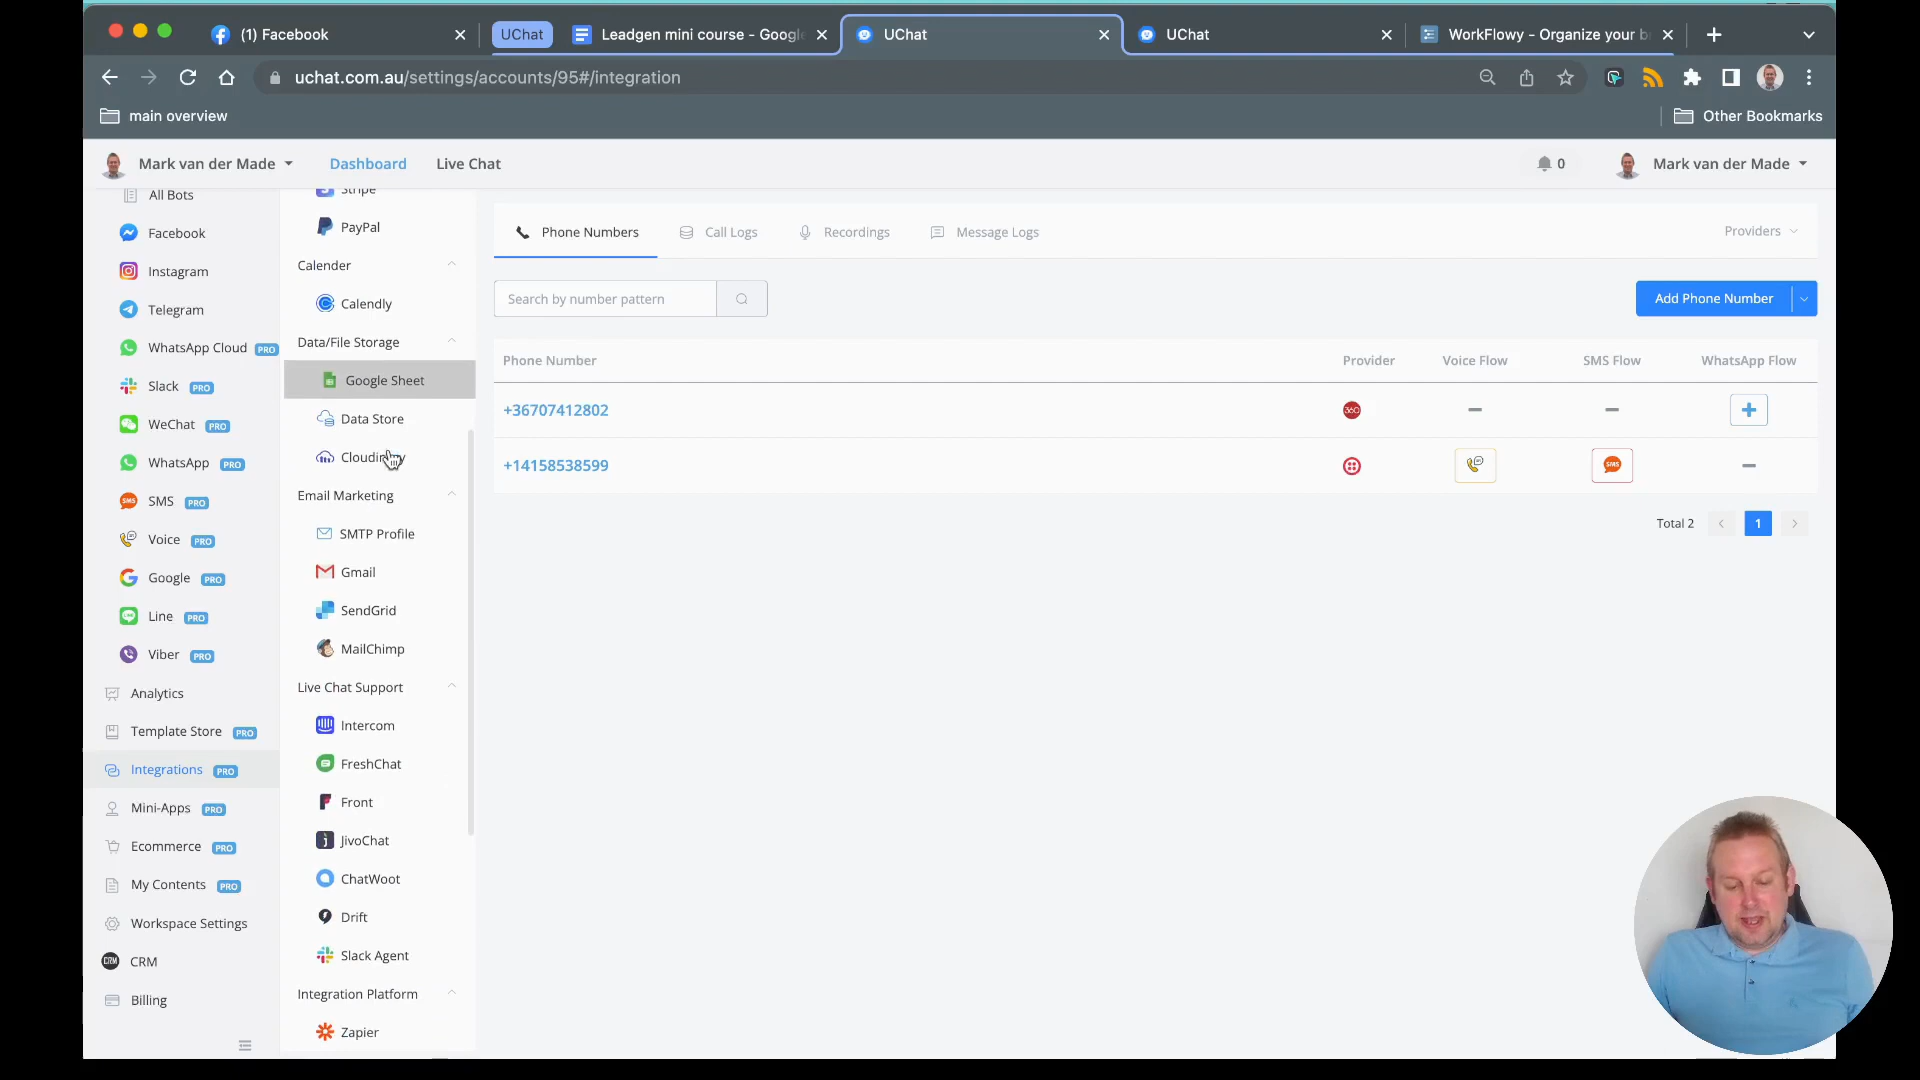 (1) Facebook
UChat
Leadgen mini course - Google
UChat
UChat
WorkFlowy - Organize your b
uchat.com.au/settings/accounts/95#/integration
main overview
Other Bookmarks
Mark van der Made
Dashboard
Live Chat
0
Mark van der Made
All Bots
Facebook
Instagram
Telegram
WhatsApp Cloud PRO
Slack PRO
WeChat PRO
WhatsApp PRO
SMS PRO
Voice PRO
Google PRO
Line PRO
Viber PRO
Analytics
Template Store PRO
Integrations PRO
Mini-Apps PRO
Ecommerce PRO
My Contents PRO
Workspace Settings
CRM
Billing
Stripe
PayPal
Calender
Calendly
Data/File Storage
Google Sheet
Data Store
Cloudinary
Email Marketing
SMTP Profile
Gmail
SendGrid
MailChimp
Live Chat Support
Intercom
FreshChat
Front
JivoChat
ChatWoot
Drift
Slack Agent
Integration Platform
Zapier
Phone Numbers
Call Logs
Recordings
Message Logs
Providers
Search by number pattern
Add Phone Number
Phone Number
Provider
Voice Flow
SMS Flow
WhatsApp Flow
+36707412802
360
+14158538599
SMS
Total 2
1